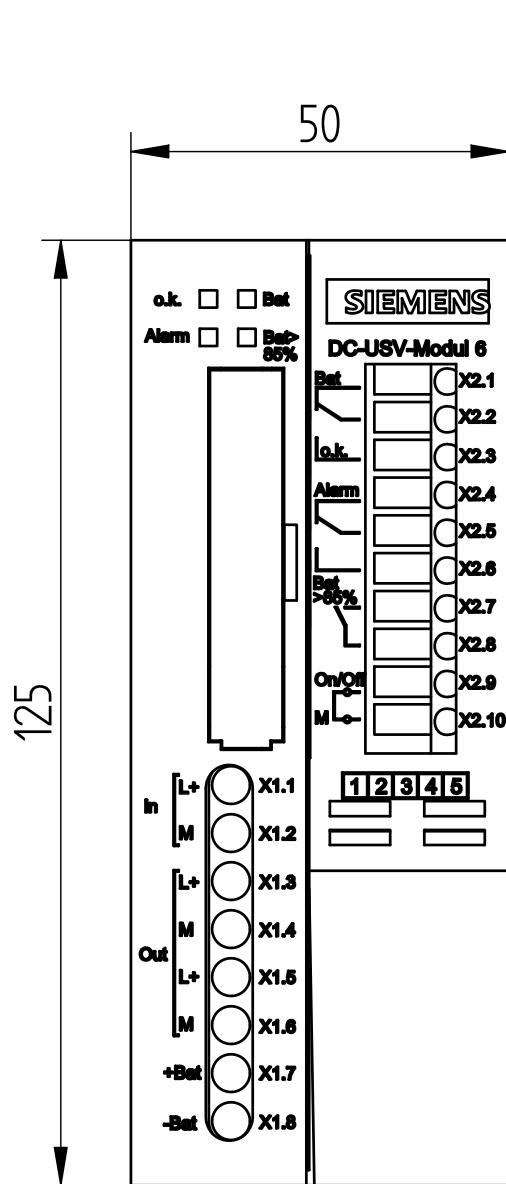 50
125
o.k. Bat
Alarm Bat>
85%
SIEMENS
DC-USV-Modul 6
Bat
X2.1
X2.2
o.k.
X2.3
Alarm
X2.4
X2.5
X2.6
Bat
>85%
X2.7
X2.8
On/Off
X2.9
M
X2.10
1 2 3 4 5
In
L+ X1.1
M X1.2
Out
L+ X1.3
M X1.4
L+ X1.5
M X1.6
+Bat X1.7
-Bat X1.8